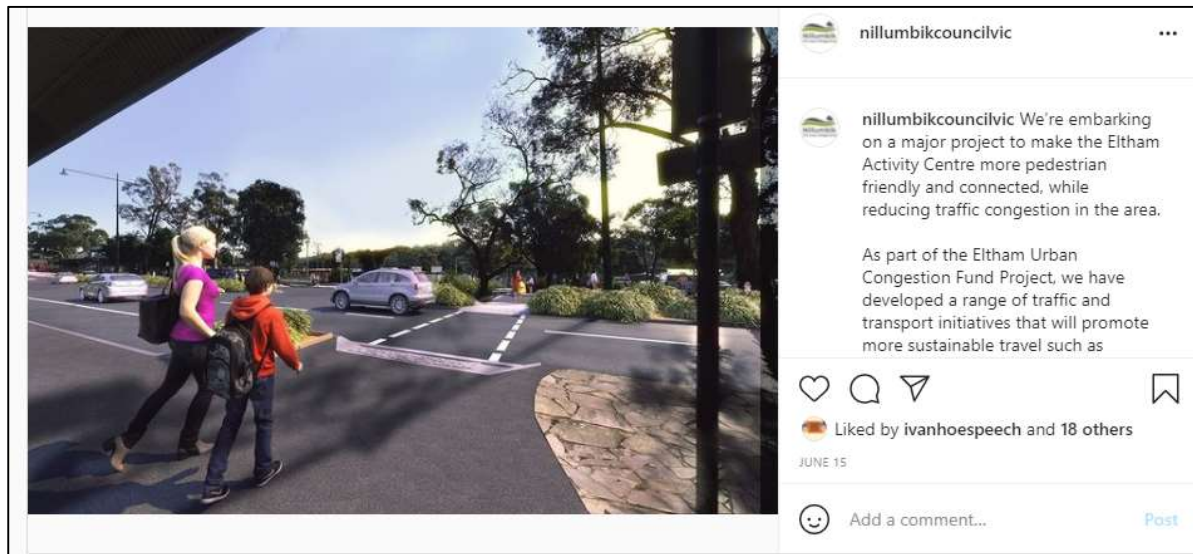 nillumbikcouncilvic
nillumbikcouncilvic We're embarking
on a major project to make the Eltham
Activity Centre more pedestrian
friendly and connected, while
reducing traffic congestion in the area.
As part of the Eltham Urban
Congestion Fund Project, we have
developed a range of traffic and
transport initiatives that will promote
more sustainable travel such as
Liked by ivanhoespeech and 18 others
JUNE 15
Add a comment...
Post